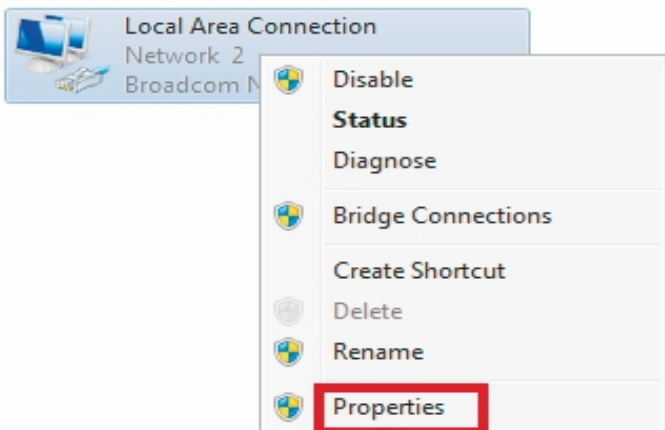 Local Area Connection
Network 2
Broadcom N
Disable
Status
Diagnose
Bridge Connections
Create Shortcut
Delete
Rename
Properties